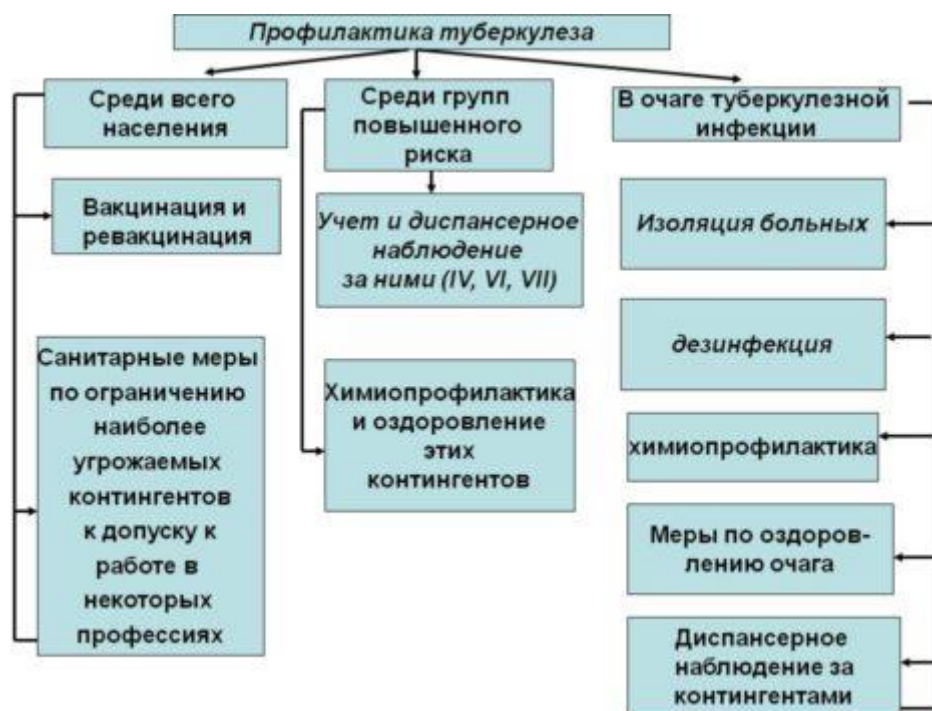 Профилактика туберкулеза
Среди всего
населения
Вакцинация и
ревакцинация
Санитарные меры
по ограничению
наиболее
угрожаемых
контингентов
к допуску к
работе в
некоторых
профессиях
Среди групп
повышенного
риска
Учет и диспансерное
наблюдение
за ними (IV, VI, VII)
Химиопрофилактика
и оздоровление
этих
контингентов
В очаге туберкулезной
инфекции
Изоляция больных
дезинфекция
химиопрофилактика
Меры по оздоров-
лению очага
Диспансерное
наблюдение за
контингентами